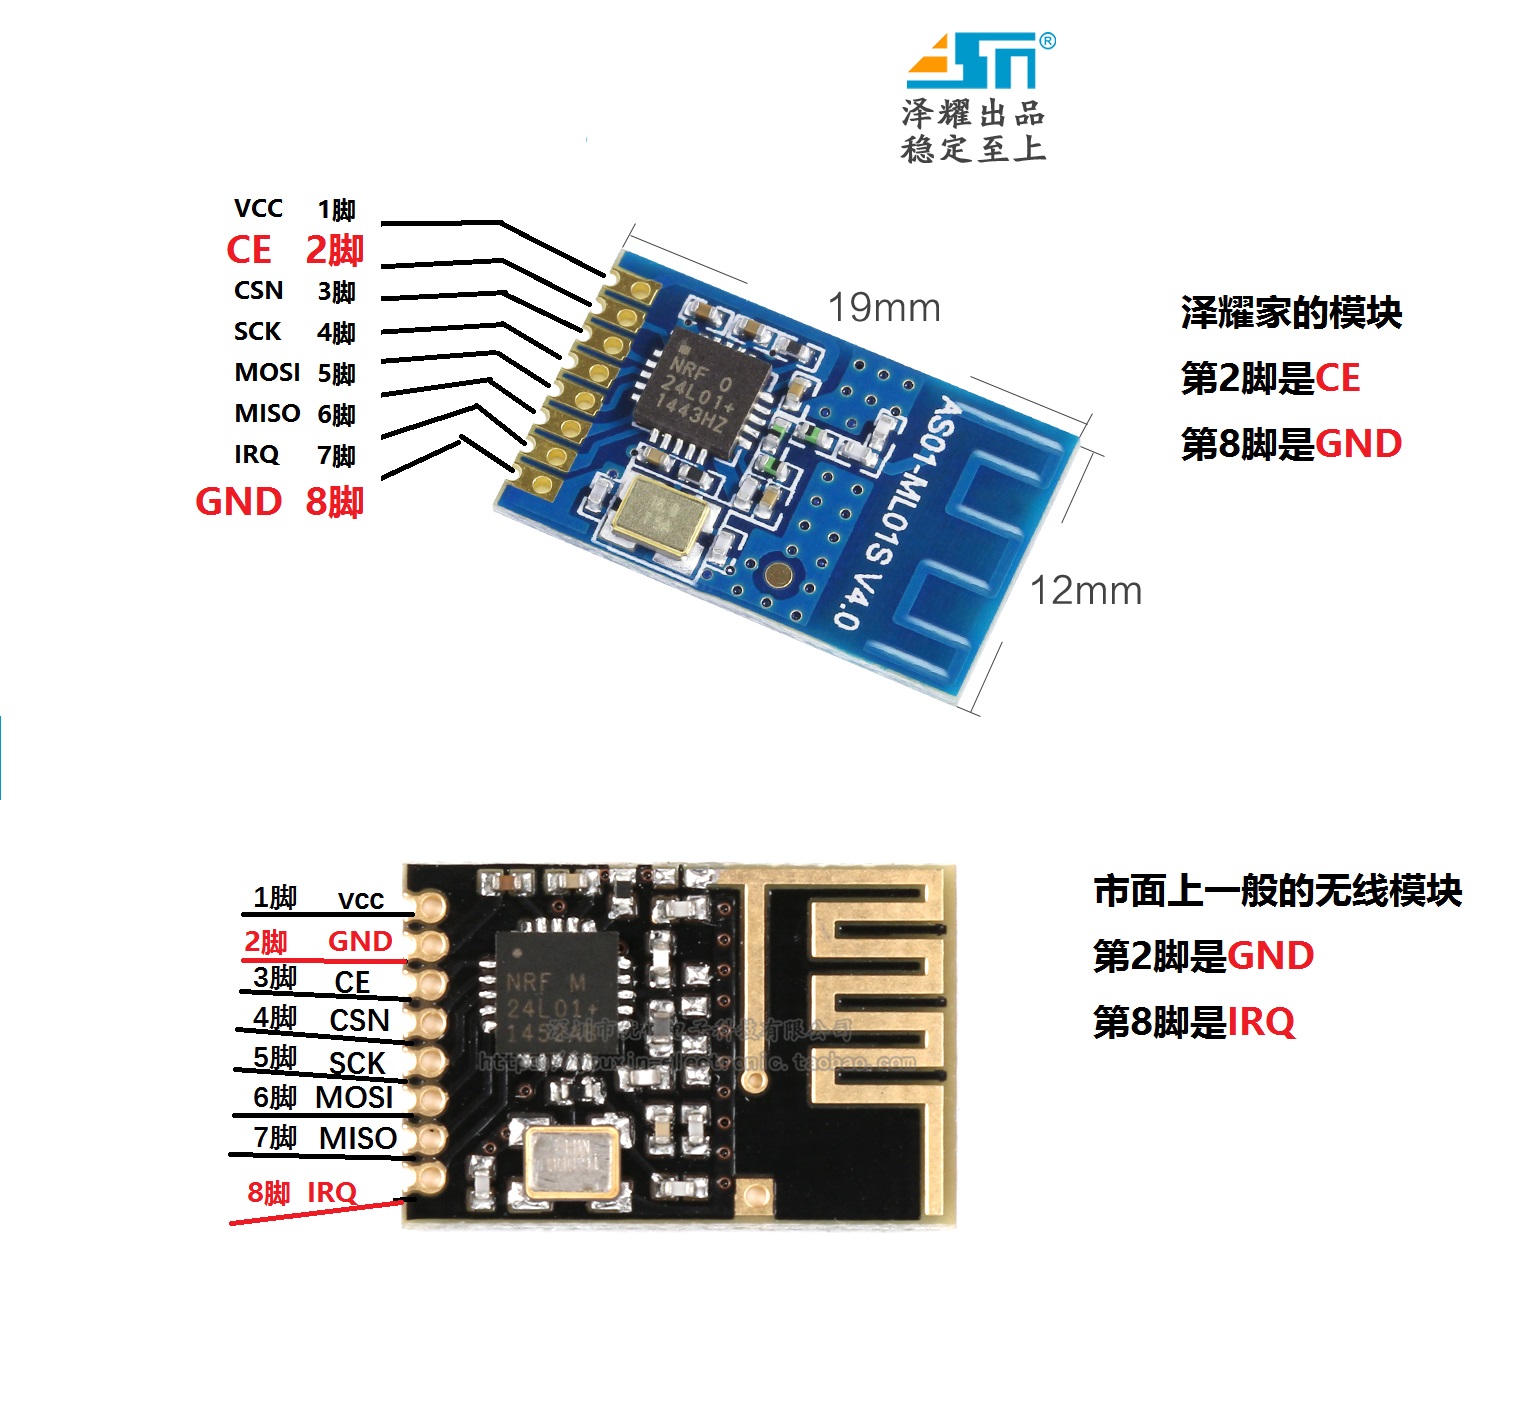 ASTI®
泽耀出品
稳定至上
VCC 1脚
CE 2脚
CSN 3脚
SCK 4脚
MOSI 5脚
MISO 6脚
IRQ 7脚
GND 8脚
19mm
12mm
NRF 0
24L01+
1443HZ
AS01-ML01S V4.0
泽耀家的模块
第2脚是CE
第8脚是GND
1脚 vcc
2脚 GND
3脚 CE
4脚 CSN
5脚 SCK
6脚 MOSI
7脚 MISO
8脚 IRQ
NRF M
24L01+
市面上一般的无线模块
第2脚是GND
第8脚是IRQ